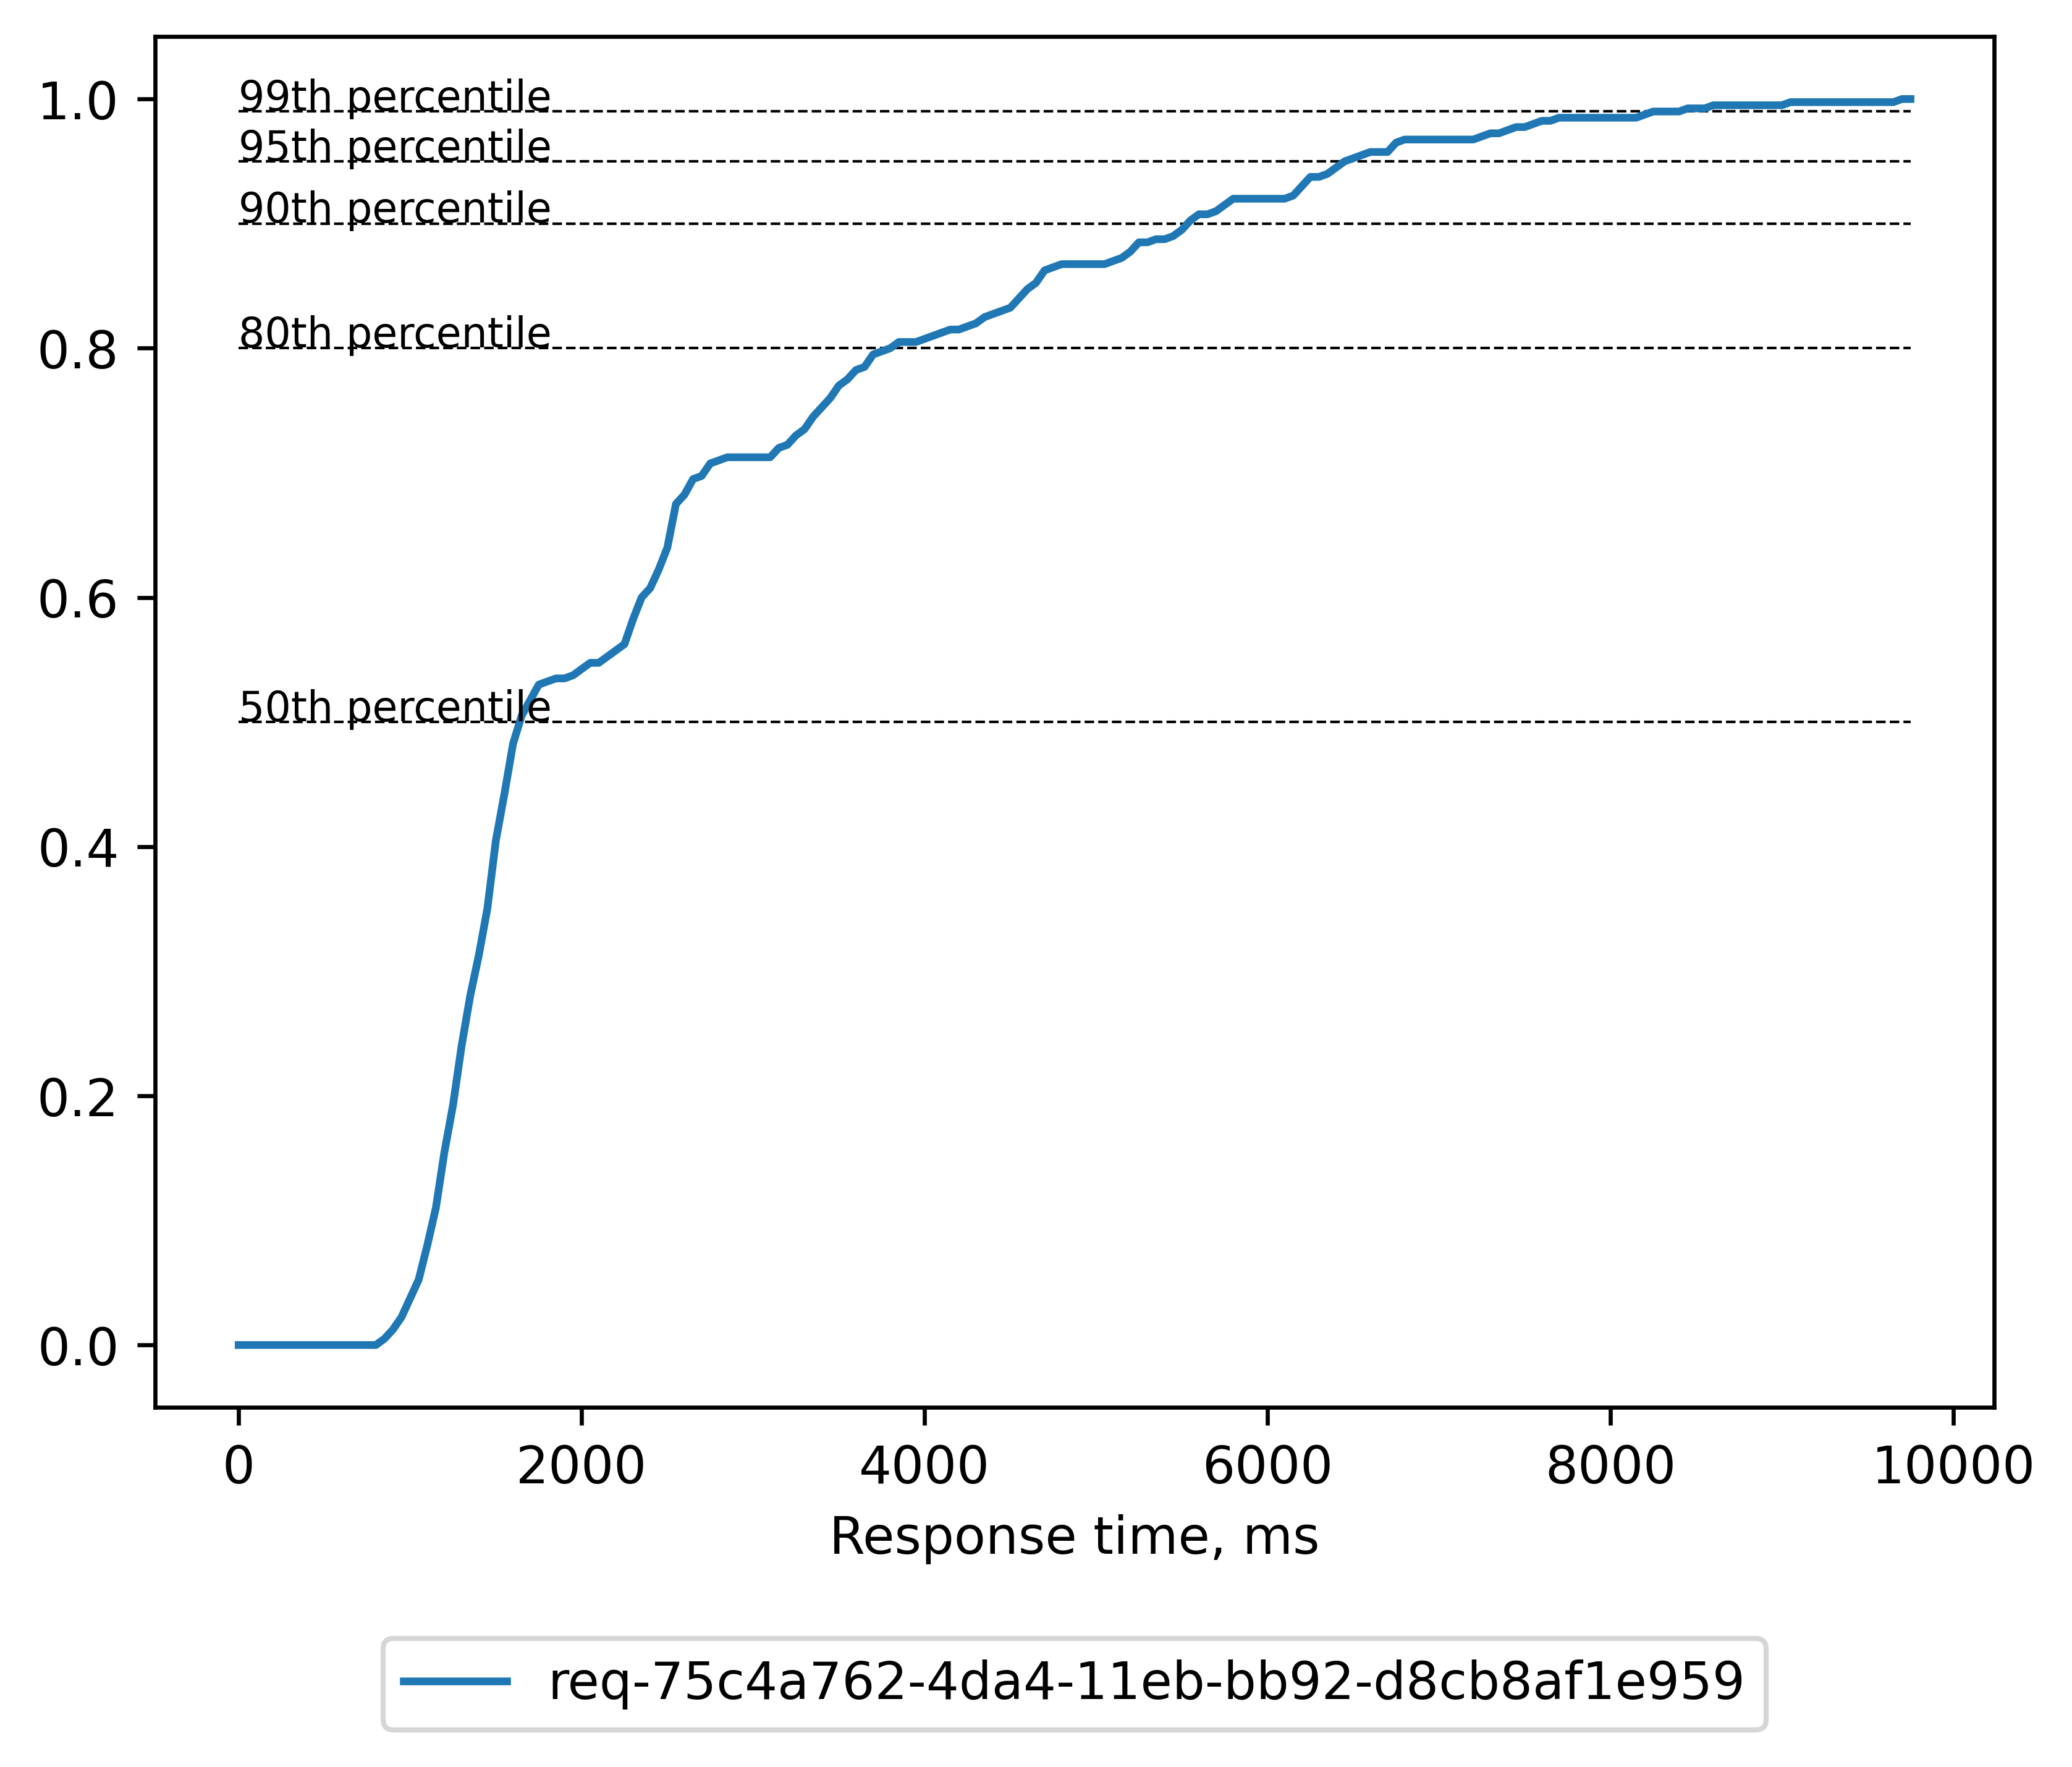 1.0
99th percentile
95th percentile
90th percentile
0.8
80th percentile
0.6
50th percentile
0.4
0.2
0.0
0 2000 4000 6000 8000 10000
Response time, ms
req-75c4a762-4da4-11eb-bb92-d8cb8af1e959